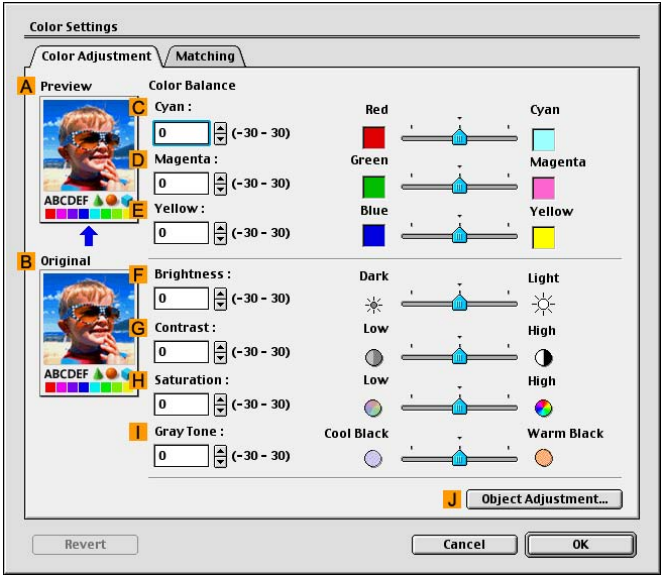 Color Settings
Color Adjustment Matching
A Preview Color Balance
C Cyan : Red Cyan
0 (-30 - 30)
D Magenta : Green Magenta
0 (-30 - 30)
ABCDEF
E Yellow : Blue Yellow
0 (-30 - 30)
B Original
F Brightness : Dark Light
0 (-30 - 30)
G Contrast : Low High
0 (-30 - 30)
ABCDEF
H Saturation : Low High
0 (-30 - 30)
I Gray Tone : Cool Black Warm Black
0 (-30 - 30)
J Object Adjustment...
Revert Cancel OK